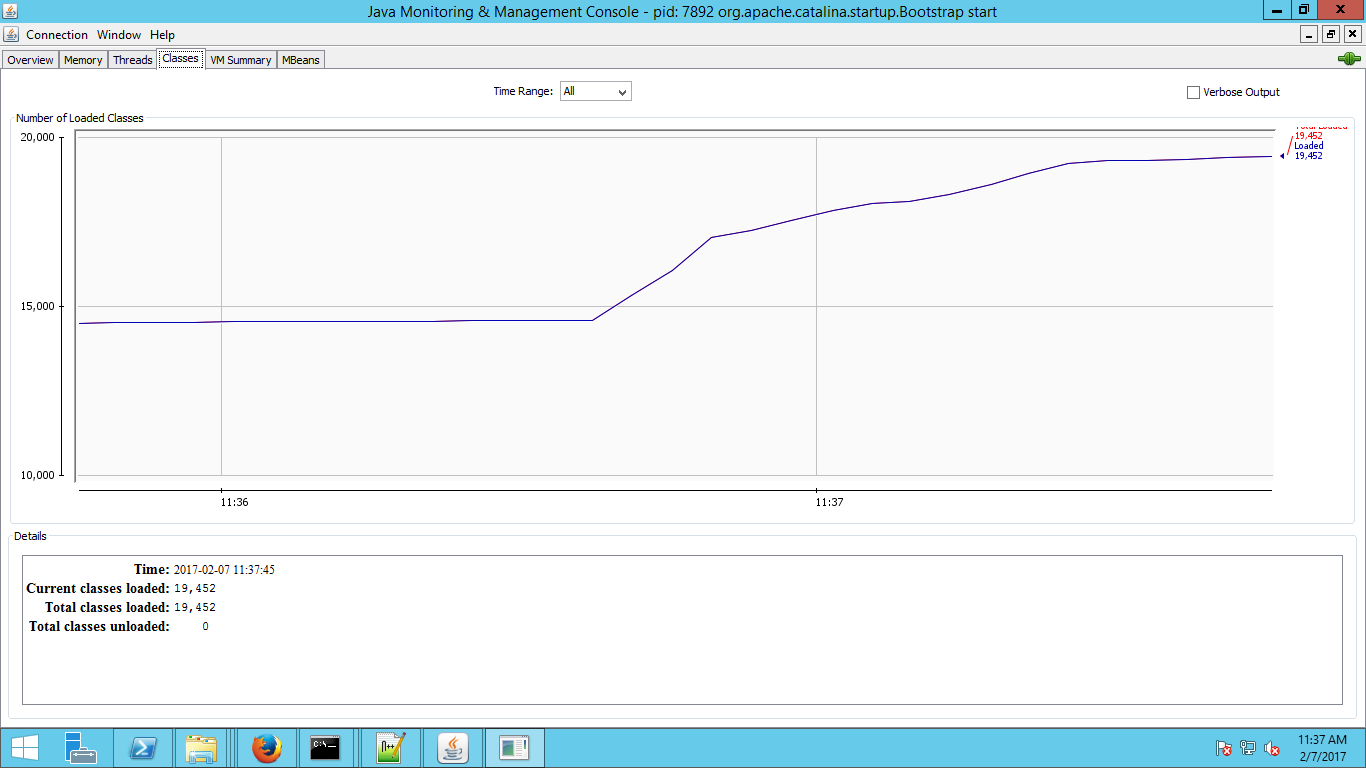 Java Monitoring & Management Console - pid: 7892 org.apache.catalina.startup.Bootstrap start
Connection Window Help
Overview Memory Threads Classes VM Summary MBeans
Time Range: All Verbose Output
Number of Loaded Classes
20,000
15,000
10,000
Total Loaded
19,452
Loaded
19,452
11:36 11:37
Details
Time: 2017-02-07 11:37:45
Current classes loaded: 19,452
Total classes loaded: 19,452
Total classes unloaded: 0
C:\_
11:37 AM
2/7/2017